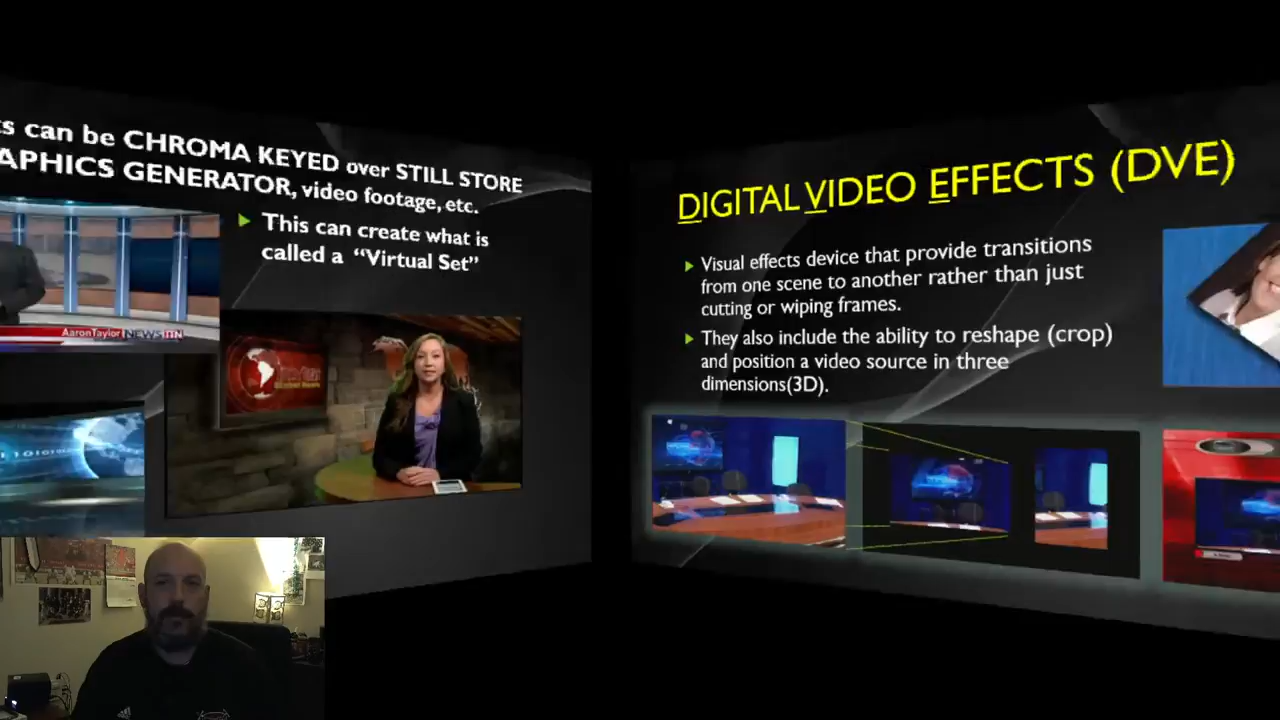 s can be CHROMA KEYED over STILL STORE
APHICS GENERATOR, video footage, etc.
This can create what is
called a “Virtual Set”
AaronTaylor NEWS
DIGITAL VIDEO EFFECTS (DVE)
Visual effects device that provide transitions
from one scene to another rather than just
cutting or wiping frames.
They also include the ability to reshape (crop)
and position a video source in three
dimensions(3D).